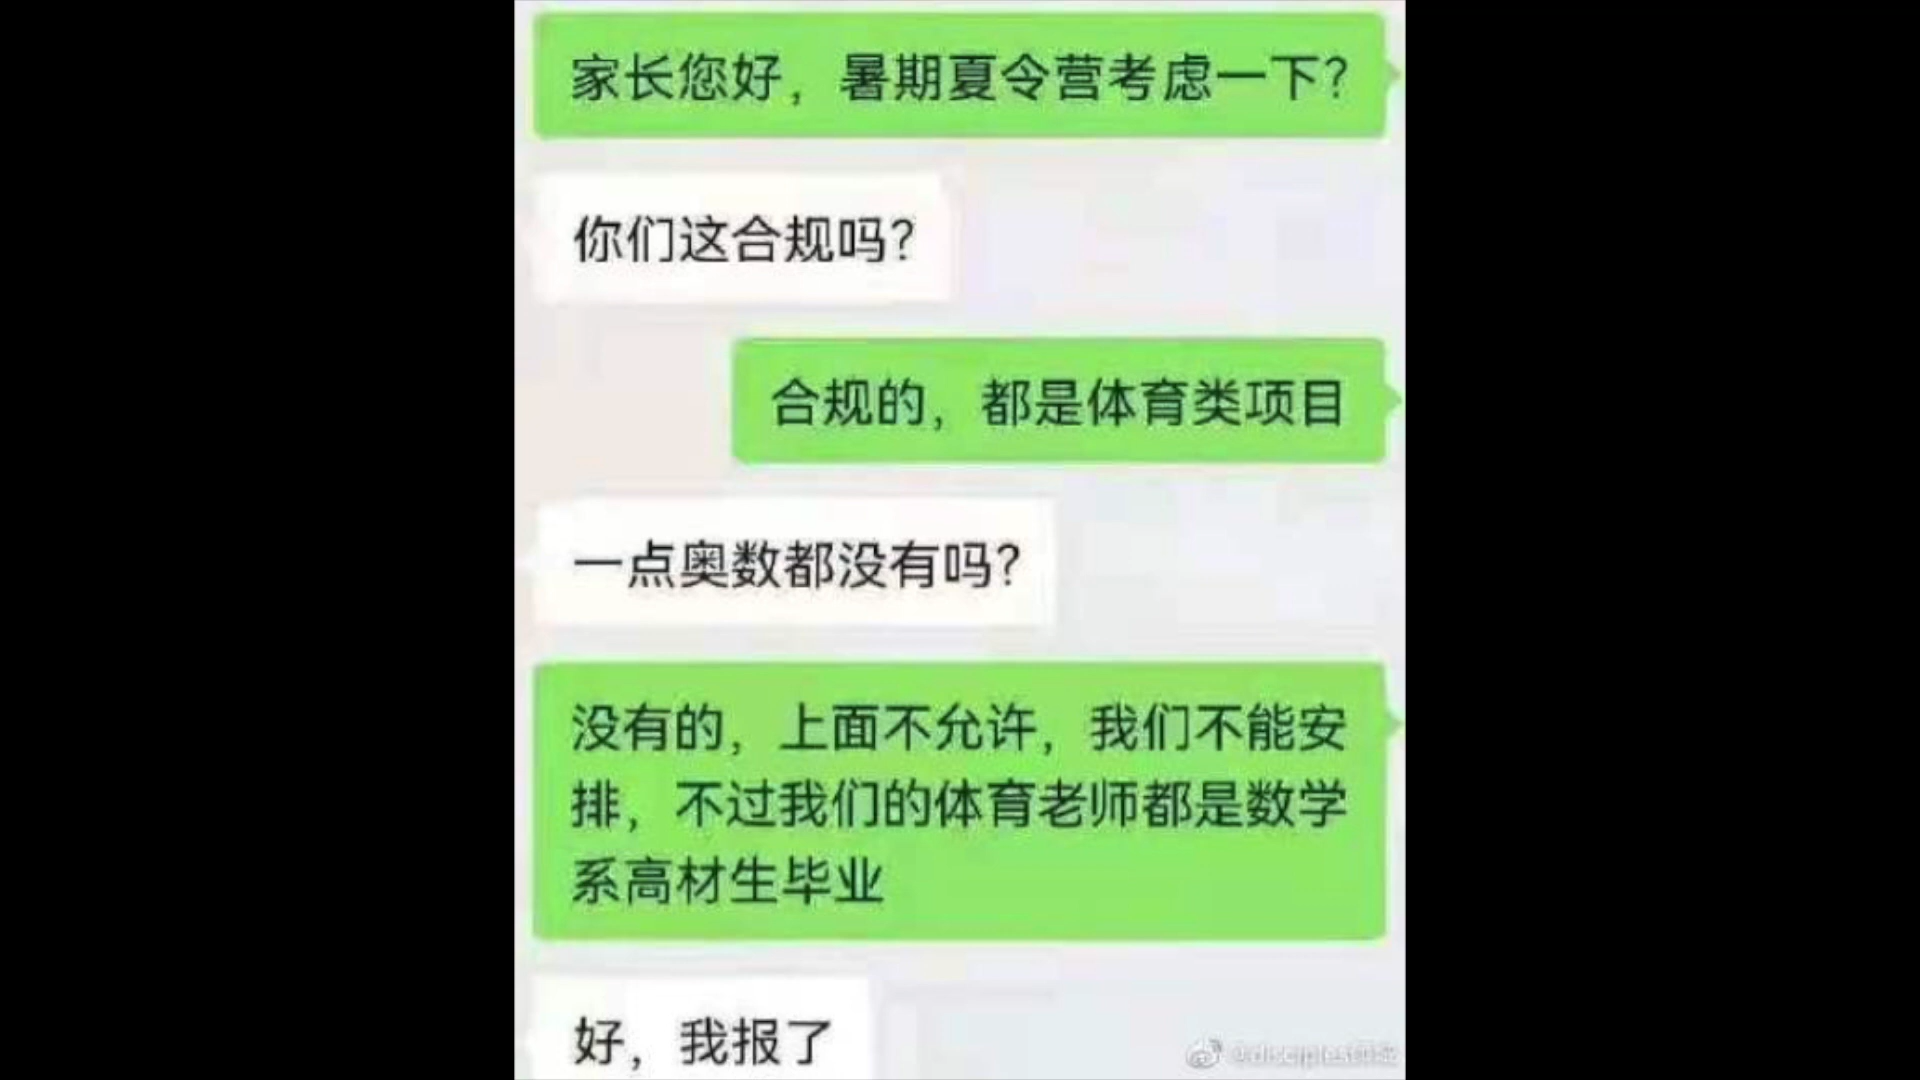 家长您好，暑期夏令营考虑一下？
你们这合规吗？
合规的，都是体育类项目
一点奥数都没有吗？
没有的，上面不允许，我们不能安
排，不过我们的体育老师都是数学
系高材生毕业
好，我报了